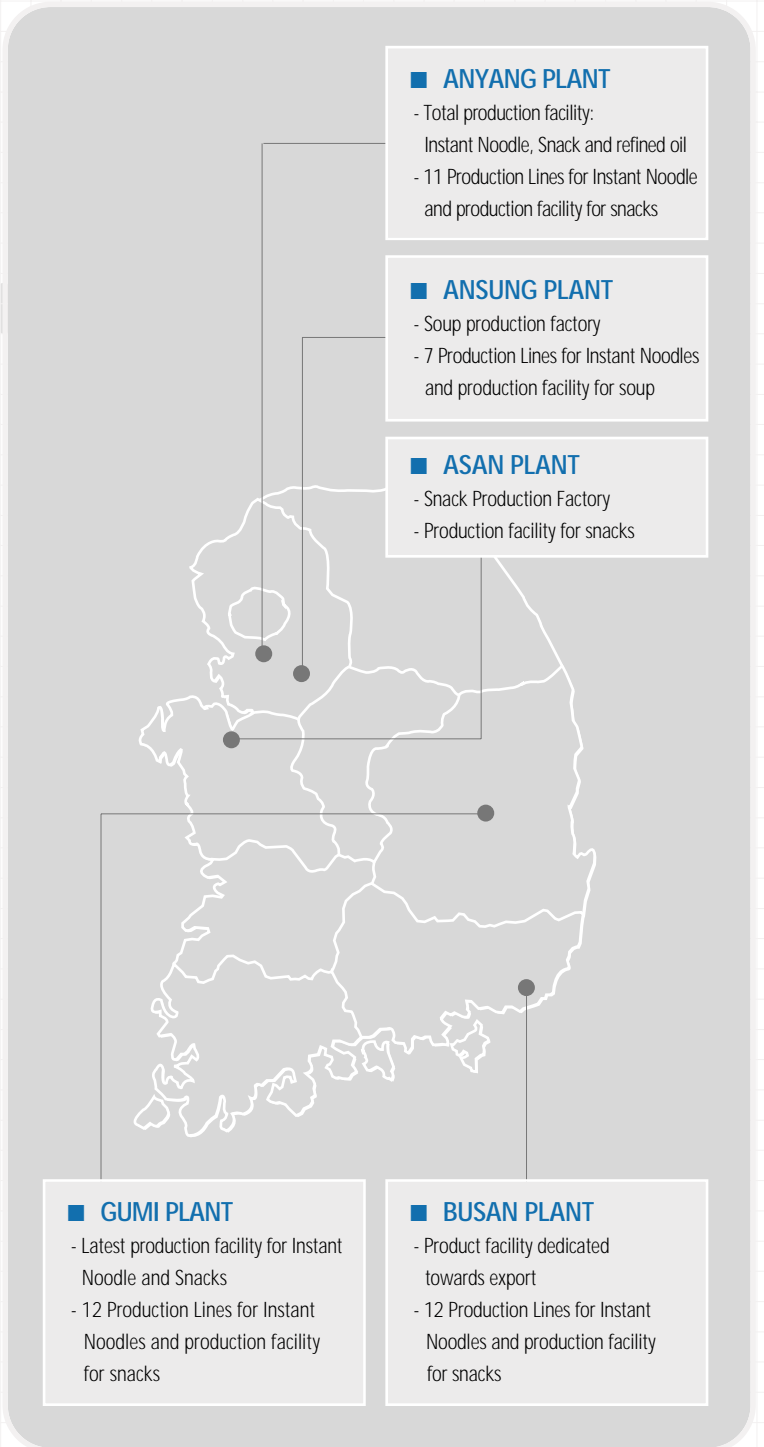 ■ ANYANG PLANT
- Total production facility:
Instant Noodle, Snack and refined oil
- 11 Production Lines for Instant Noodle
and production facility for snacks
■ ANSUNG PLANT
- Soup production factory
- 7 Production Lines for Instant Noodles
and production facility for soup
■ ASAN PLANT
- Snack Production Factory
- Production facility for snacks
■ GUMI PLANT
- Latest production facility for Instant
Noodle and Snacks
- 12 Production Lines for Instant
Noodles and production facility
for snacks
■ BUSAN PLANT
- Product facility dedicated
towards export
- 12 Production Lines for Instant
Noodles and production facility
for snacks